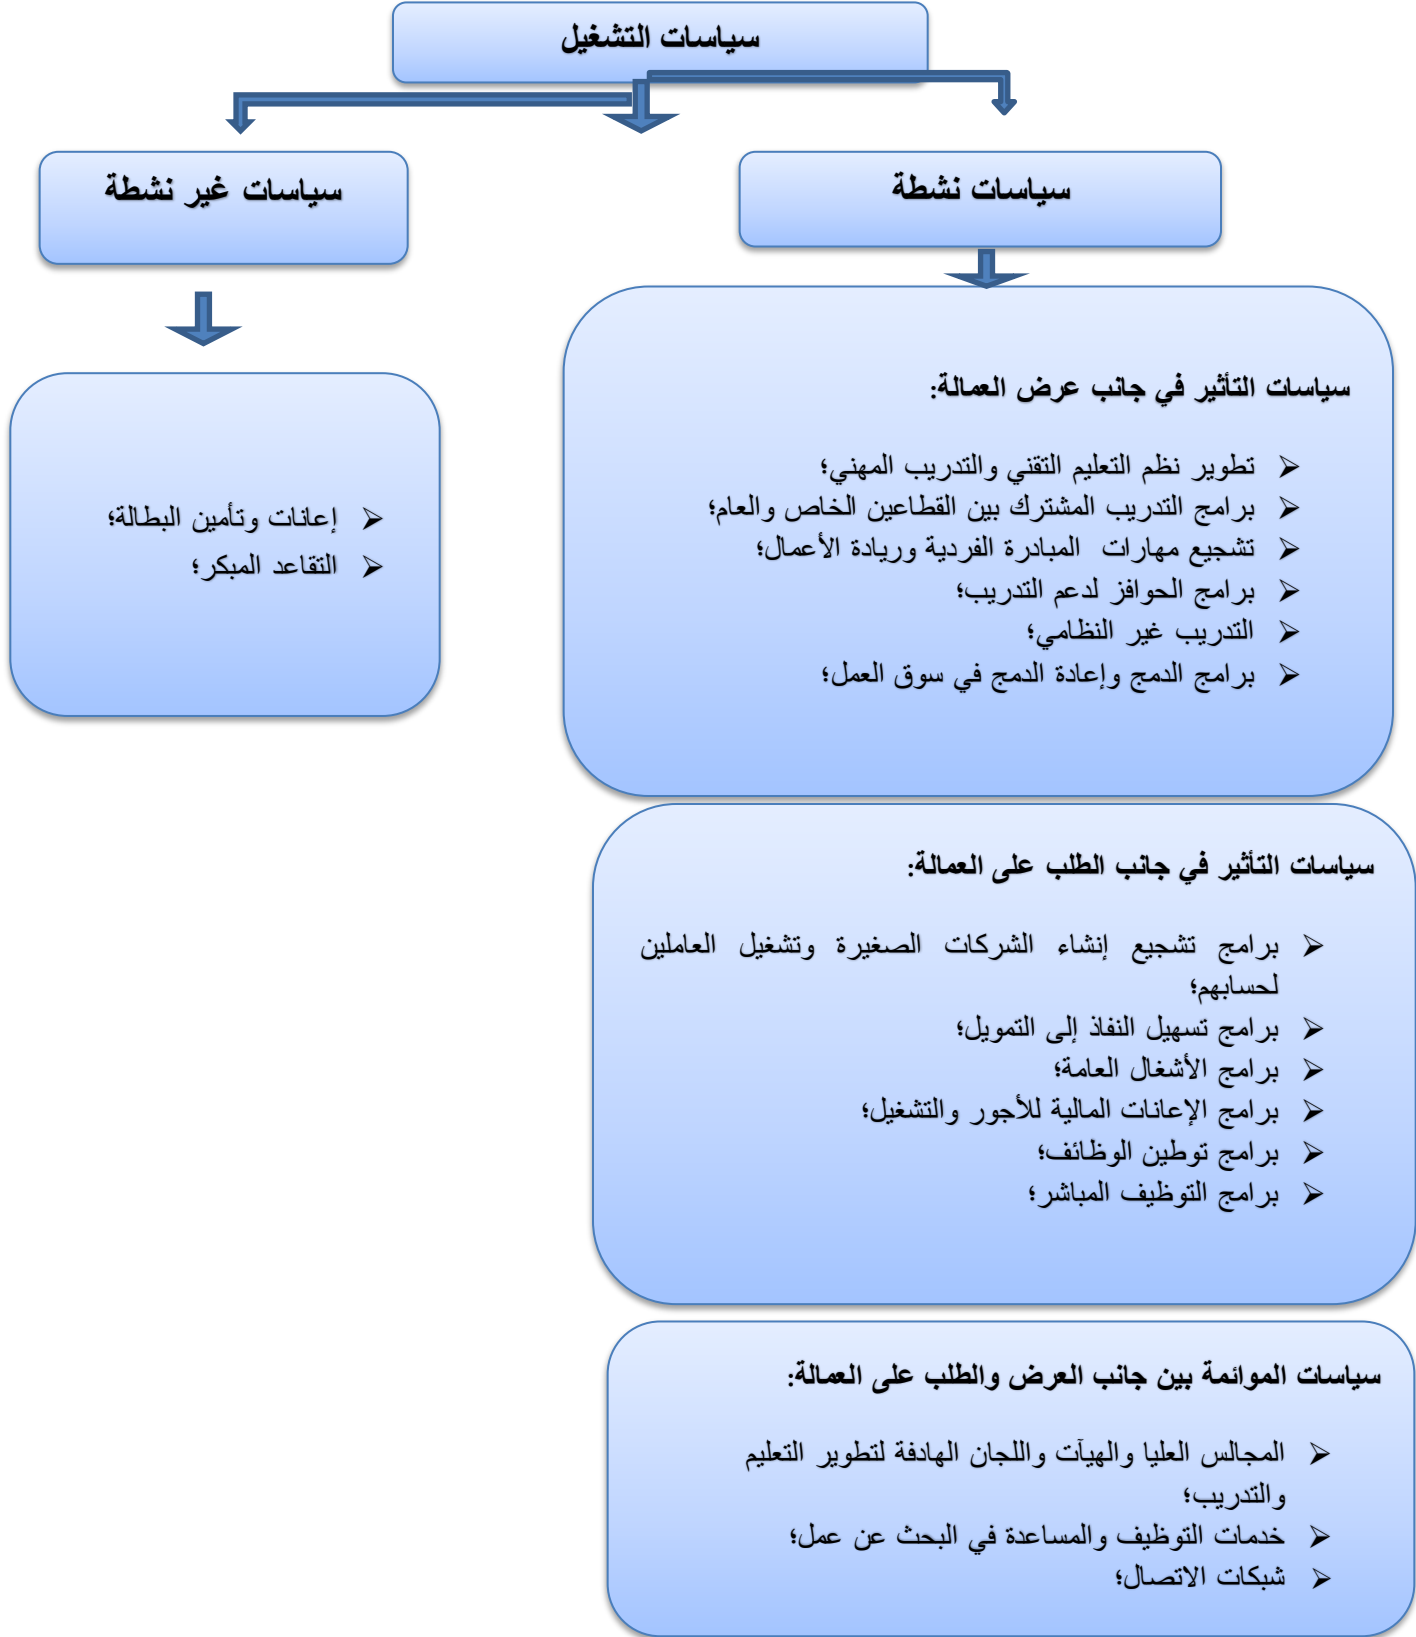 سياسات التشغيل
سياسات نشطة
سياسات غير نشطة
سياسات التأثير في جانب عرض العمالة:
تطوير نظم التعليم التقني والتدريب المهني؛
برامج التدريب المشترك بين القطاعين الخاص والعام؛
تشجيع مهارات المبادرة الفردية وريادة الأعمال؛
برامج الحوافز لدعم التدريب؛
التدريب غير النظامي؛
برامج الدمج وإعادة الدمج في سوق العمل؛
إعانات وتأمين البطالة؛
التقاعد المبكر؛
سياسات التأثير في جانب الطلب على العمالة:
برامج تشجيع إنشاء الشركات الصغيرة وتشغيل العاملين
لحسابهم؛
برامج تسهيل النفاذ إلى التمويل؛
برامج الأشغال العامة؛
برامج الإعانات المالية للأجور والتشغيل؛
برامج توطين الوظائف؛
برامج التوظيف المباشر؛
سياسات الموائمة بين جانب العرض والطلب على العمالة:
المجالس العليا والهيآت واللجان الهادفة لتطوير التعليم
والتدريب؛
خدمات التوظيف والمساعدة في البحث عن عمل؛
شبكات الاتصال؛